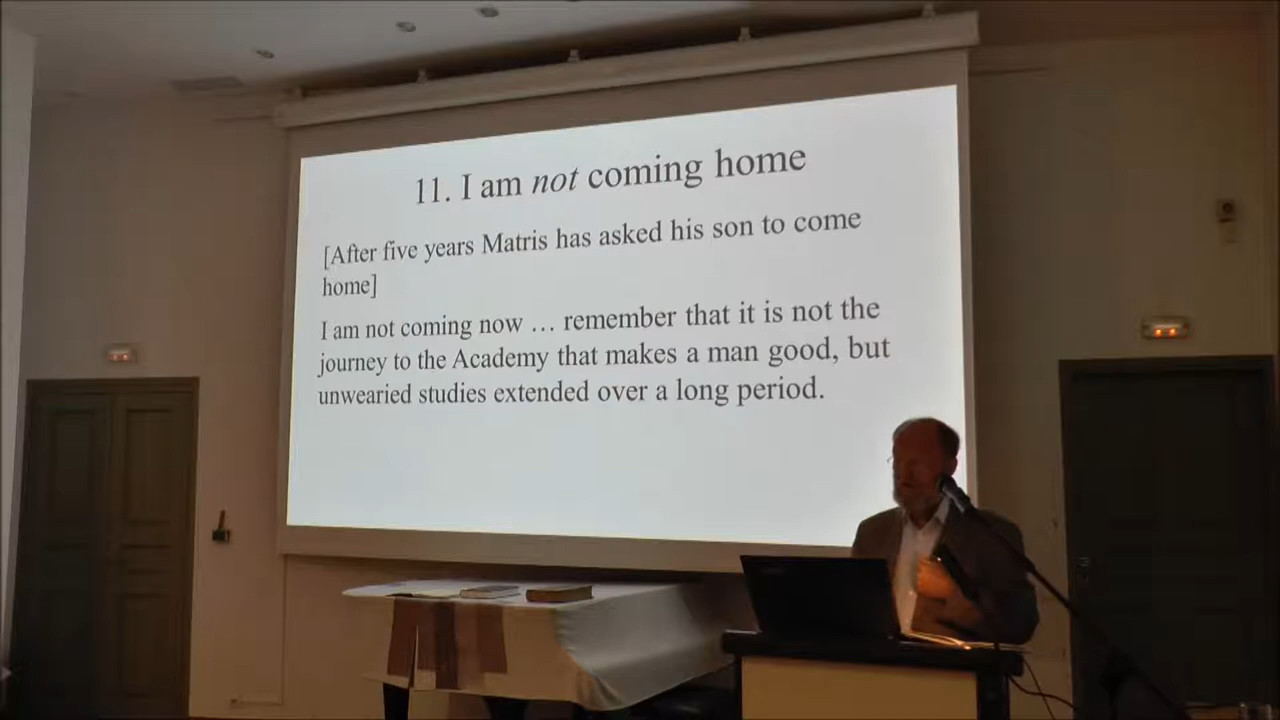 11. I am not coming home
[After five years Matris has asked his son to come
home]
I am not coming now … remember that it is not the
journey to the Academy that makes a man good, but
unwearied studies extended over a long period.